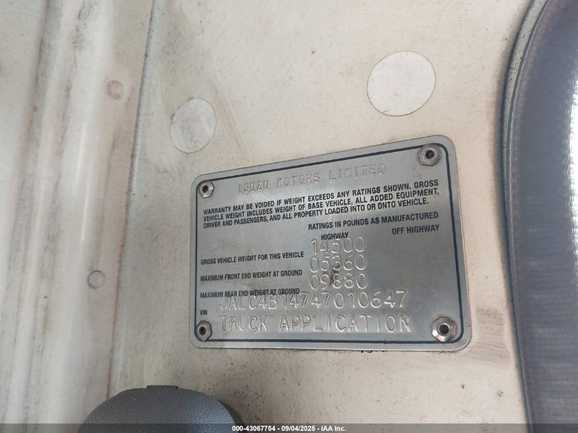 ISUZU MOTORS LIMITED
WARRANTY MAY BE VOIDED IF WEIGHT EXCEEDS ANY RATINGS SHOWN. GROSS
VEHICLE WEIGHT INCLUDES WEIGHT OF BASE VEHICLE, ALL ADDED EQUIPMENT,
DRIVER AND PASSENGERS, AND ALL PROPERTY LOADED INTO OR ONTO VEHICLE.
RATINGS IN POUNDS AS MANUFACTURED
HIGHWAY OFF HIGHWAY
GROSS VEHICLE WEIGHT FOR THIS VEHICLE 14500
MAXIMUM FRONT END WEIGHT AT GROUND 05360
MAXIMUM REAR END WEIGHT AT GROUND 09880
VIN JALC4B14747010647
TRUCK APPLICATION
000-43067754 - 09/04/2025 - © IAA Inc.